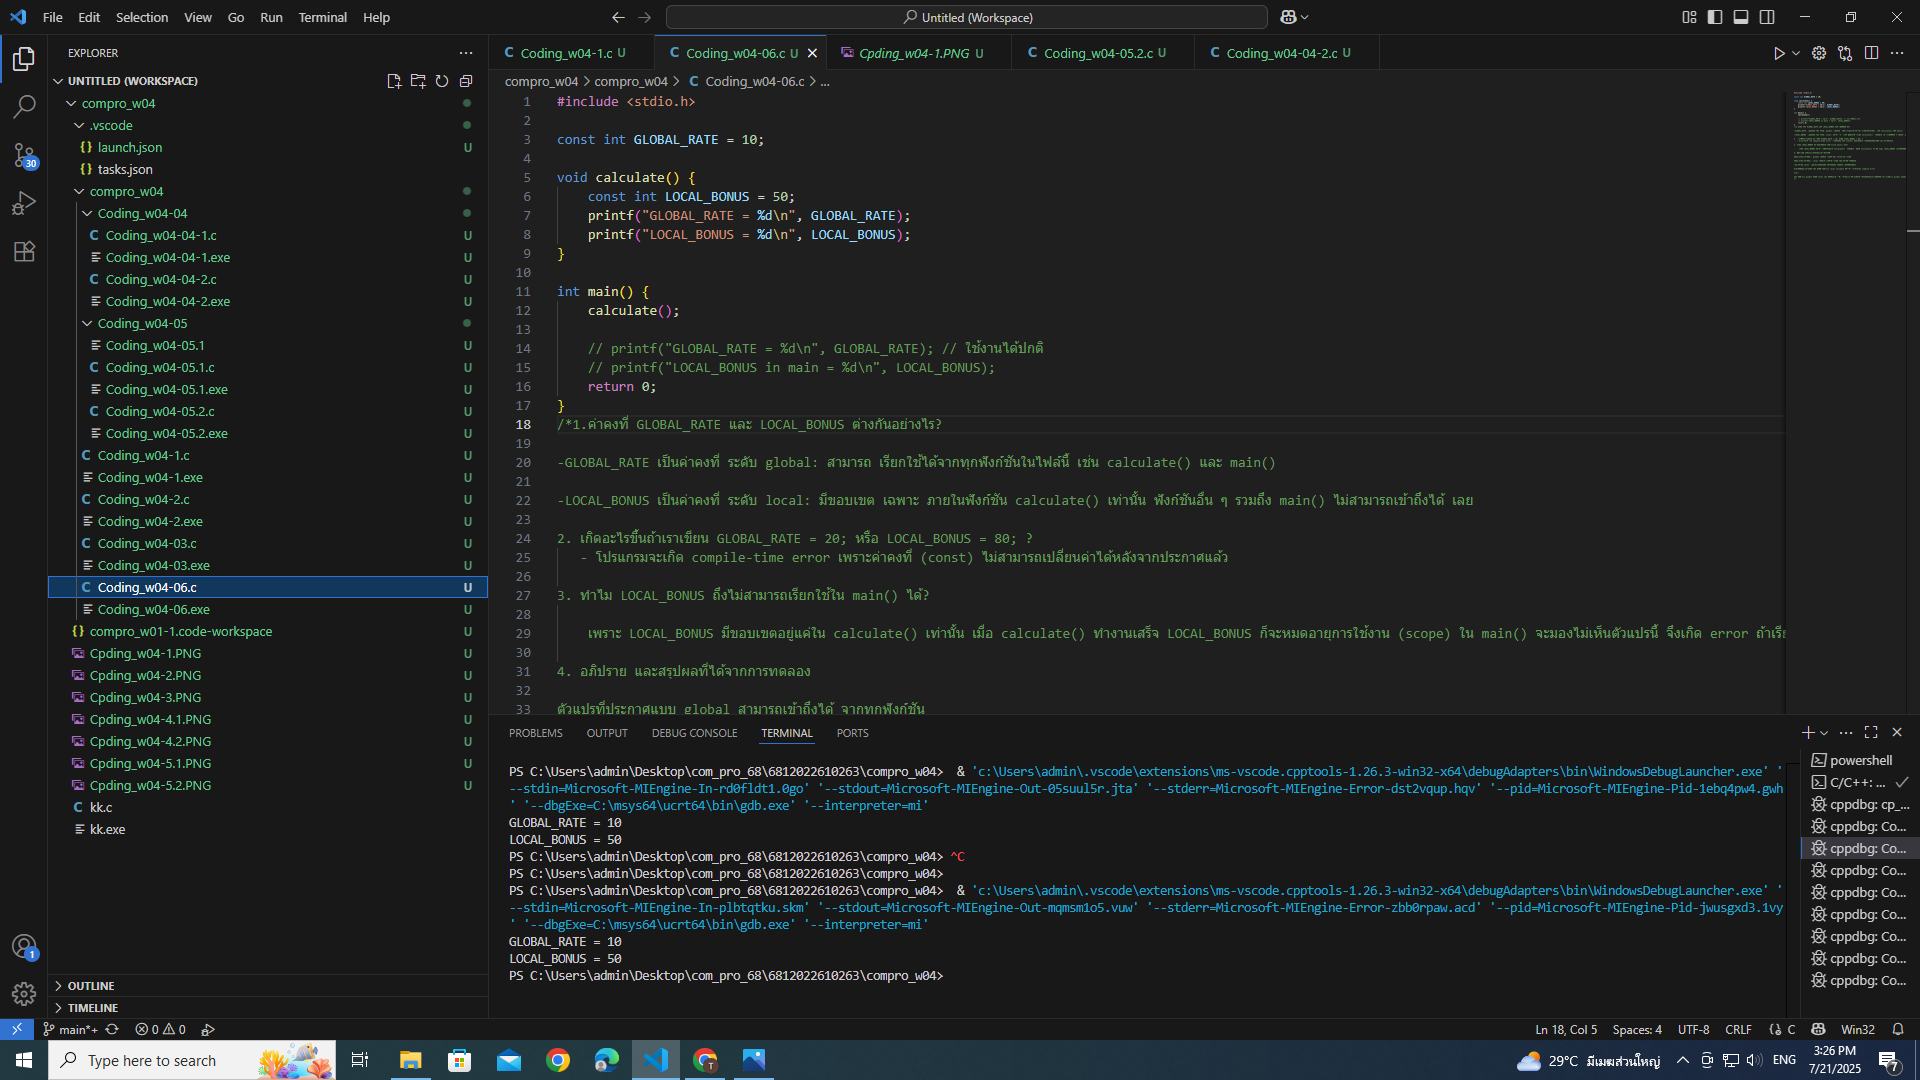 File Edit Selection View Go Run Terminal Help
Untitled (Workspace)
EXPLORER
UNTITLED (WORKSPACE)
compro_w04
.vscode
{} launch.json U
{} tasks.json
compro_w04
Coding_w04-04
C Coding_w04-04-1.c U
Coding_w04-04-1.exe U
C Coding_w04-04-2.c U
Coding_w04-04-2.exe U
Coding_w04-05
Coding_w04-05.1 U
C Coding_w04-05.1.c U
Coding_w04-05.1.exe U
C Coding_w04-05.2.c U
Coding_w04-05.2.exe U
C Coding_w04-1.c U
Coding_w04-1.exe U
C Coding_w04-2.c U
Coding_w04-2.exe U
C Coding_w04-03.c U
Coding_w04-03.exe U
C Coding_w04-06.c U
Coding_w04-06.exe U
{} compro_w01-1.code-workspace U
Cpding_w04-1.PNG U
Cpding_w04-2.PNG U
Cpding_w04-3.PNG U
Cpding_w04-4.1.PNG U
Cpding_w04-4.2.PNG U
Cpding_w04-5.1.PNG U
Cpding_w04-5.2.PNG U
C kk.c
kk.exe
OUTLINE
TIMELINE
30
1
C Coding_w04-1.c U C Coding_w04-06.c U Cpding_w04-1.PNG U C Coding_w04-05.2.c U C Coding_w04-04-2.c U
compro_w04 > compro_w04 > C Coding_w04-06.c > ...
1 #include <stdio.h>
2
3 const int GLOBAL_RATE = 10;
4
5 void calculate() {
6 const int LOCAL_BONUS = 50;
7 printf("GLOBAL_RATE = %d\n", GLOBAL_RATE);
8 printf("LOCAL_BONUS = %d\n", LOCAL_BONUS);
9 }
10
11 int main() {
12 calculate();
13
14 // printf("GLOBAL_RATE = %d\n", GLOBAL_RATE); // ใช้งานได้ปกติ
15 // printf("LOCAL_BONUS in main = %d\n", LOCAL_BONUS);
16 return 0;
17 }
18 /*1.ค่าคงที่ GLOBAL_RATE และ LOCAL_BONUS ต่างกันอย่างไร?
19
20 -GLOBAL_RATE เป็นค่าคงที่ ระดับ global: สามารถ เรียกใช้ได้จากทุกฟังก์ชันในไฟล์นี้ เช่น calculate() และ main()
21
22 -LOCAL_BONUS เป็นค่าคงที่ ระดับ local: มีขอบเขต เฉพาะ ภายในฟังก์ชัน calculate() เท่านั้น ฟังก์ชันอื่น ๆ รวมถึง main() ไม่สามารถเข้าถึงได้ เลย
23
24 2. เกิดอะไรขึ้นถ้าเราเขียน GLOBAL_RATE = 20; หรือ LOCAL_BONUS = 80; ?
25 - โปรแกรมจะเกิด compile-time error เพราะค่าคงที่ (const) ไม่สามารถเปลี่ยนค่าได้หลังจากประกาศแล้ว
26
27 3. ทำไม LOCAL_BONUS ถึงไม่สามารถเรียกใช้ใน main() ได้?
28
29 เพราะ LOCAL_BONUS มีขอบเขตอยู่แค่ใน calculate() เท่านั้น เมื่อ calculate() ทำงานเสร็จ LOCAL_BONUS ก็จะหมดอายุการใช้งาน (scope) ใน main() จะมองไม่เห็นตัวแปรนี้ จึงเกิด error ถ้าเรีย
30
31 4. อภิปราย และสรุปผลที่ได้จากการทดลอง
32
33 ตัวแปรที่ประกาศแบบ global สามารถเข้าถึงได้ จากทุกฟังก์ชัน
PROBLEMS OUTPUT DEBUG CONSOLE TERMINAL PORTS
PS C:\Users\admin\Desktop\com_pro_68\6812022610263\compro_w04> & 'c:\Users\admin\.vscode\extensions\ms-vscode.cpptools-1.26.3-win32-x64\debugAdapters\bin\WindowsDebugLauncher.exe' '
--stdin=Microsoft-MIEngine-In-rd0fldt1.0go' '--stdout=Microsoft-MIEngine-Out-05suul5r.jta' '--stderr=Microsoft-MIEngine-Error-dst2vqup.hqv' '--pid=Microsoft-MIEngine-Pid-1ebq4pw4.gwh
' '--dbgExe=C:\msys64\ucrt64\bin\gdb.exe' '--interpreter=mi'
GLOBAL_RATE = 10
LOCAL_BONUS = 50
PS C:\Users\admin\Desktop\com_pro_68\6812022610263\compro_w04> ^C
PS C:\Users\admin\Desktop\com_pro_68\6812022610263\compro_w04>
PS C:\Users\admin\Desktop\com_pro_68\6812022610263\compro_w04> & 'c:\Users\admin\.vscode\extensions\ms-vscode.cpptools-1.26.3-win32-x64\debugAdapters\bin\WindowsDebugLauncher.exe' '
--stdin=Microsoft-MIEngine-In-plbtqtku.skm' '--stdout=Microsoft-MIEngine-Out-mqmsm1o5.vuw' '--stderr=Microsoft-MIEngine-Error-zbb0rpaw.acd' '--pid=Microsoft-MIEngine-Pid-jwusgxd3.1vy
' '--dbgExe=C:\msys64\ucrt64\bin\gdb.exe' '--interpreter=mi'
GLOBAL_RATE = 10
LOCAL_BONUS = 50
PS C:\Users\admin\Desktop\com_pro_68\6812022610263\compro_w04>
powershell
C/C++: ...
cppdbg: cp_...
cppdbg: Co...
cppdbg: Co...
cppdbg: Co...
cppdbg: Co...
cppdbg: Co...
cppdbg: Co...
cppdbg: Co...
cppdbg: Co...
main*+ 0 0 Ln 18, Col 5 Spaces: 4 UTF-8 CRLF {} C Win32
Type here to search 29°C มีเมฆส่วนใหญ่ ENG 3:26 PM 7/21/2025 7